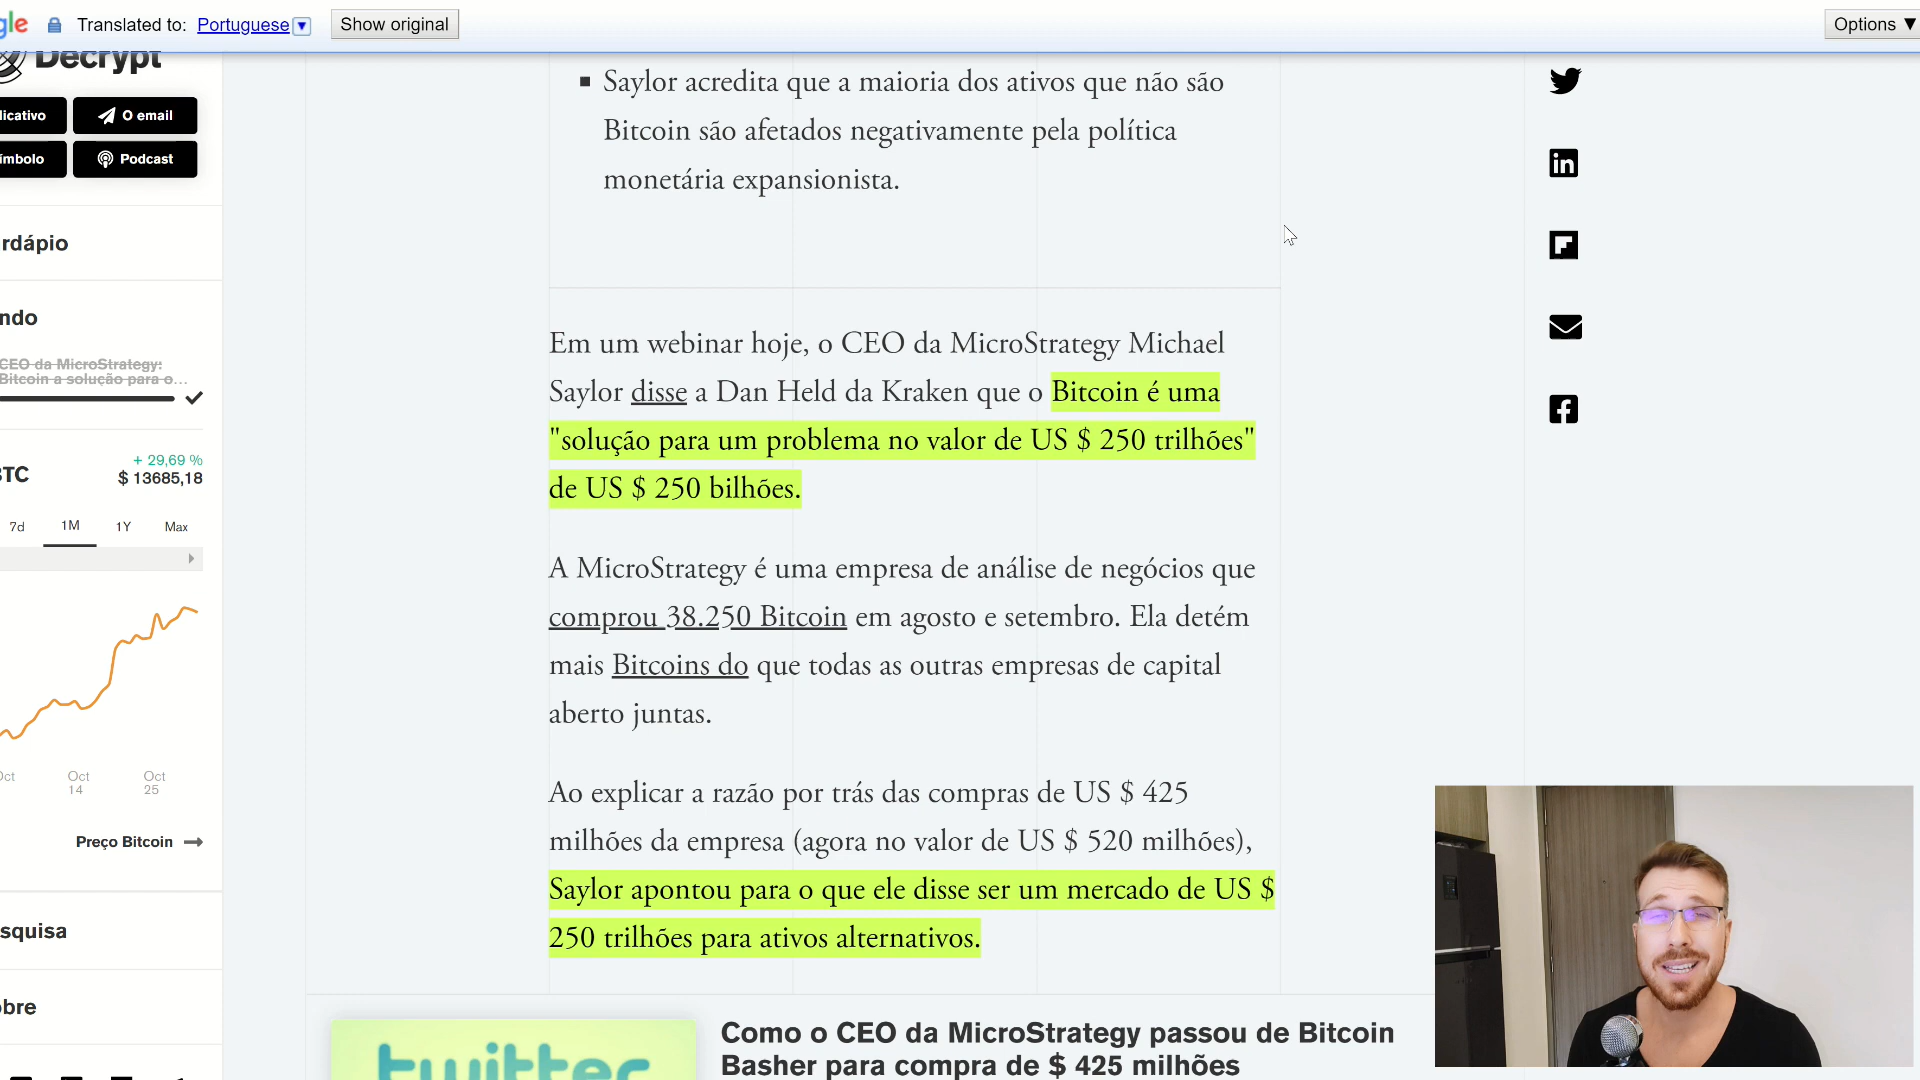 gle
Translated to: Portuguese ▼
Show original
Options ▼
Decrypt
licativo
O email
ímbolo
Podcast
rdápio
ndo
CEO da MicroStrategy:
Bitcoin a solução para o...
BTC
+ 29,69 %
$ 13685,18
7d
1M
1Y
Max
Oct
Oct
14
Oct
25
Preço Bitcoin →
squisa
obre
▪ Saylor acredita que a maioria dos ativos que não são
Bitcoin são afetados negativamente pela política
monetária expansionista.
Em um webinar hoje, o CEO da MicroStrategy Michael
Saylor disse a Dan Held da Kraken que o Bitcoin é uma
"solução para um problema no valor de US $ 250 trilhões"
de US $ 250 bilhões.
A MicroStrategy é uma empresa de análise de negócios que
comprou 38.250 Bitcoin em agosto e setembro. Ela detém
mais Bitcoins do que todas as outras empresas de capital
aberto juntas.
Ao explicar a razão por trás das compras de US $ 425
milhões da empresa (agora no valor de US $ 520 milhões),
Saylor apontou para o que ele disse ser um mercado de US $
250 trilhões para ativos alternativos.
twitter
Como o CEO da MicroStrategy passou de Bitcoin
Basher para compra de $ 425 milhões